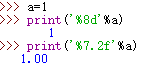 >>> a=1
>>> print('%8d'%a)
       1
>>> print('%7.2f'%a)
   1.00